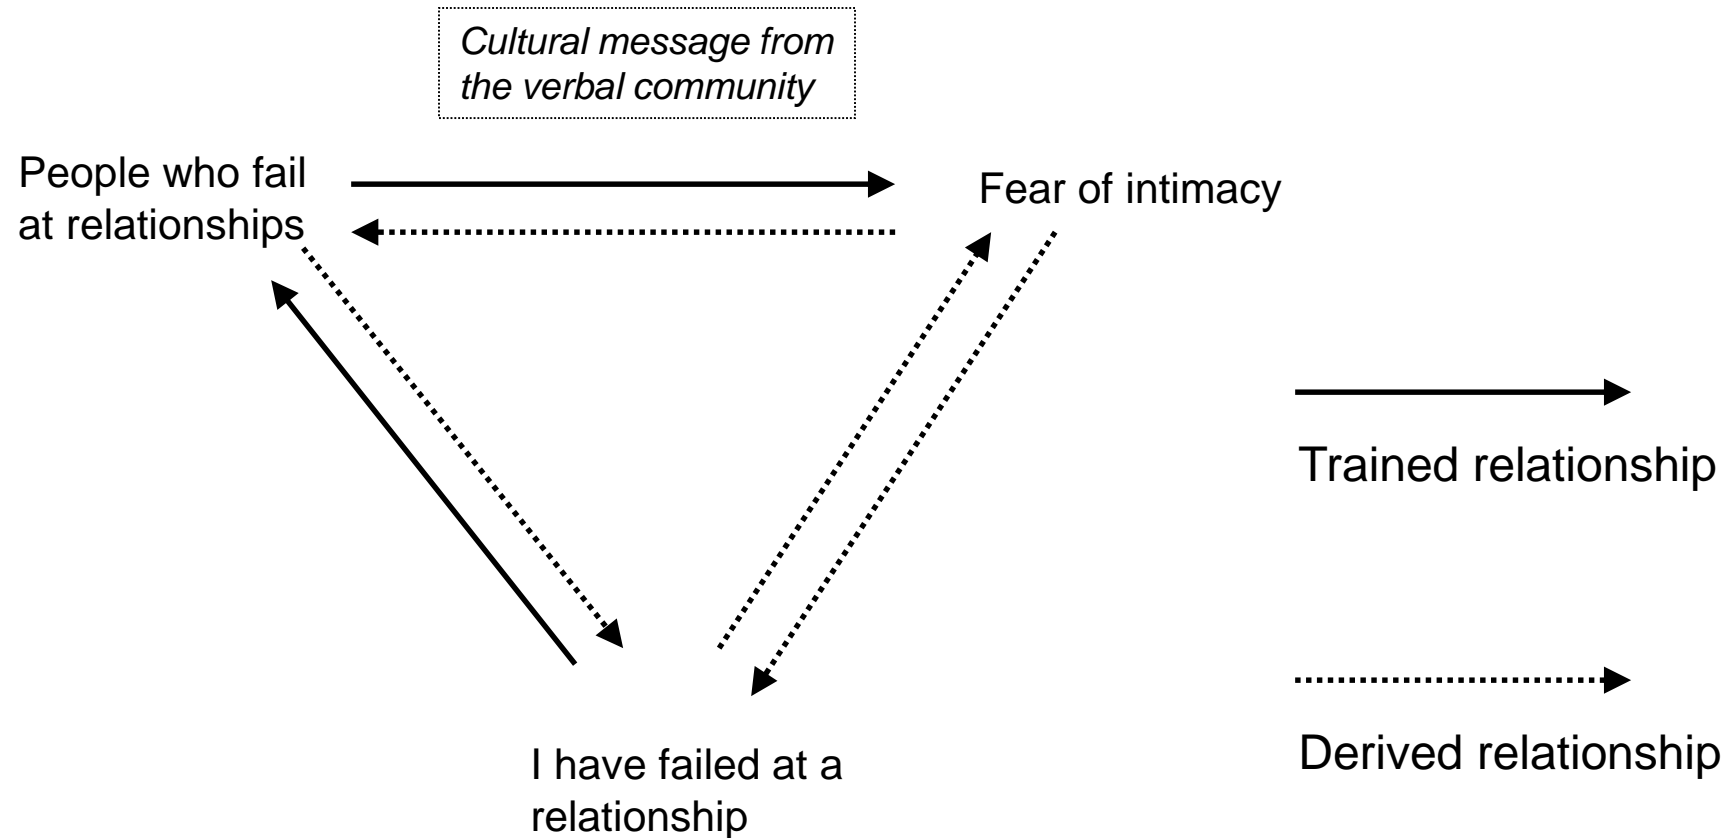 Cultural message from
the verbal community
People who fail
at relationships
Fear of intimacy
Trained relationship
Derived relationship
I have failed at a
relationship